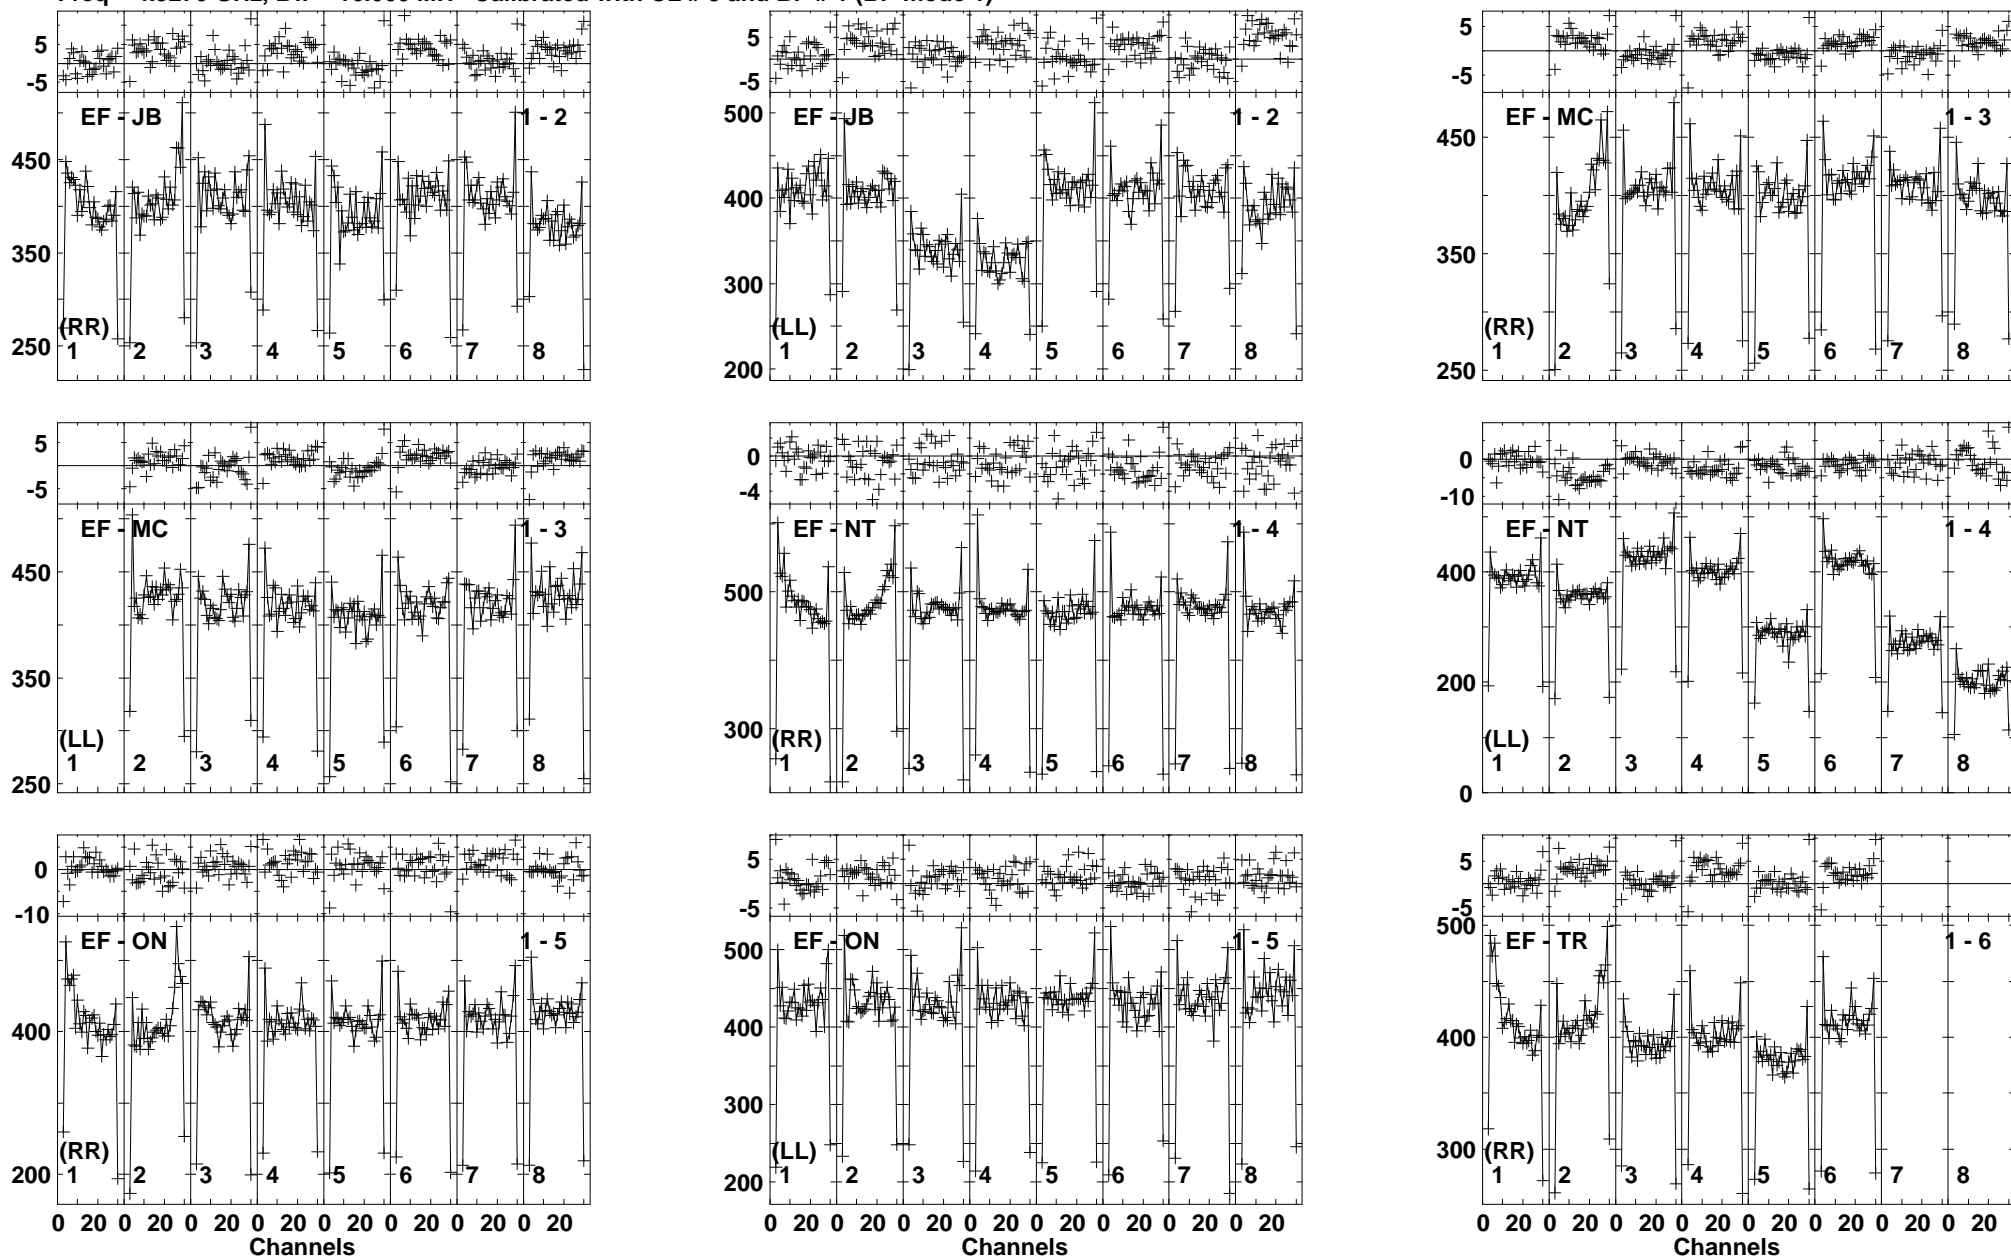 5 5 5
-5 -5 -5
EF - JB 1 - 2 500 EF - JB 1 - 2 EF - MC 1 - 3
450 400 450
350 300 350
(RR) (LL) (RR)
250 1 2 3 4 5 6 7 8 200 1 2 3 4 5 6 7 8 250 1 2 3 4 5 6 7 8
5 0 0
-5 -4 -10
EF - MC 1 - 3 EF - NT 1 - 4 EF - NT 1 - 4
450 500 400
350 300 200
(LL) (RR) (LL)
250 1 2 3 4 5 6 7 8 1 2 3 4 5 6 7 8 0 1 2 3 4 5 6 7 8
0 5 5
-10 -5 -5
EF - ON 1 - 5 500 EF - ON 1 - 5 500 EF - TR 1 - 6
400 400 400
300 300
(RR) (LL) (RR)
200 1 2 3 4 5 6 7 8 200 1 2 3 4 5 6 7 8 1 2 3 4 5 6 7 8
0 20 0 20 0 20 0 20 0 20 0 20 0 20 0 20 0 20 0 20 0 20 0 20 0 20 0 20 0 20 0 20 0 20 0 20 0 20 0 20 0 20 0 20 0 20 0 20
Channels Channels Channels